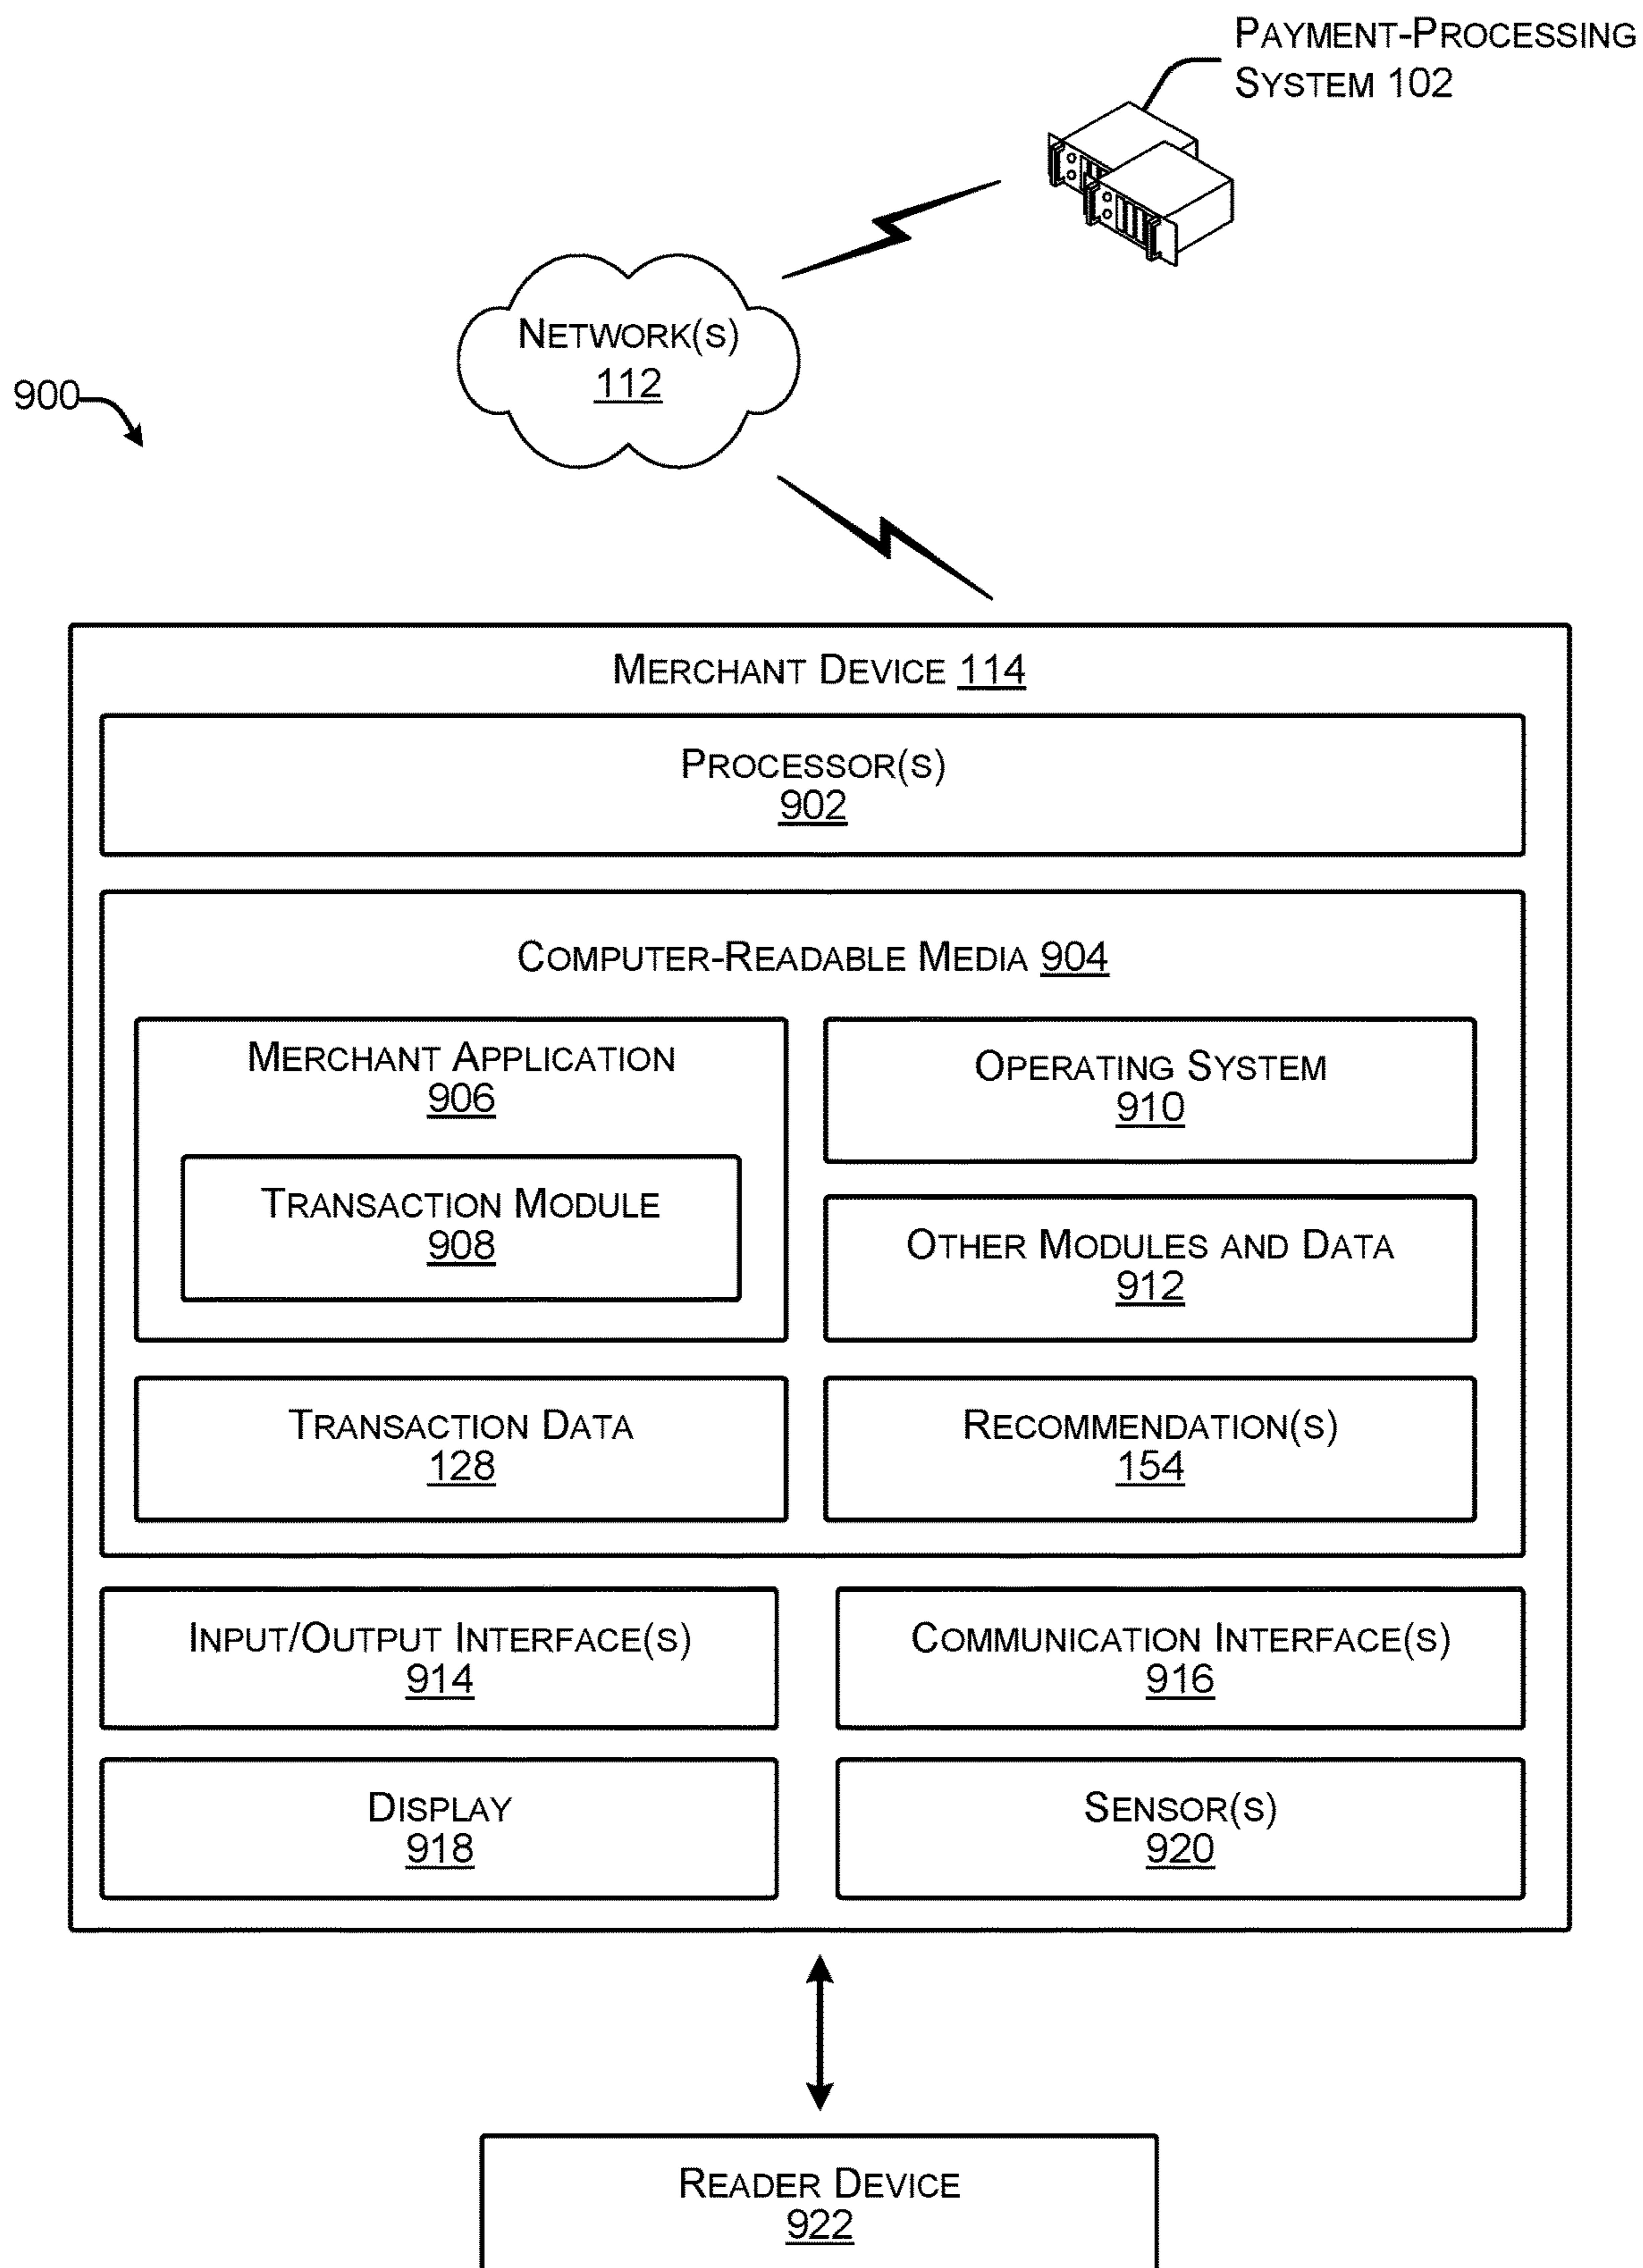 Payment-Processing
System 102
Network(s)
112
900
Merchant Device 114
Processor(s)
902
Computer-Readable Media 904
Merchant Application
906
Transaction Module
908
Operating System
910
Other Modules and Data
912
Transaction Data
128
Recommendation(s)
154
Input/Output Interface(s)
914
Communication Interface(s)
916
Display
918
Sensor(s)
920
Reader Device
922